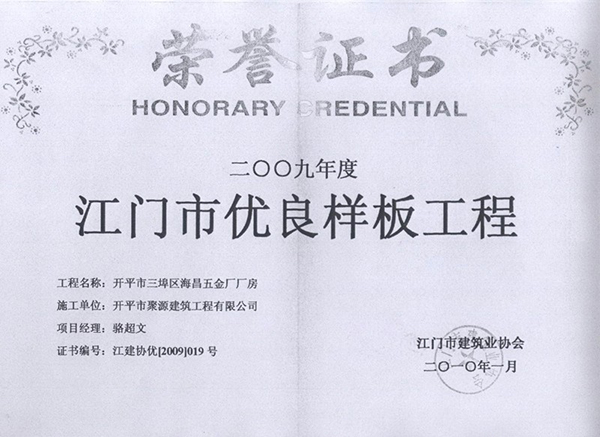 荣誉证书
HONORARY CREDENTIAL
二〇〇九年度
江门市优良样板工程
工程名称：开平市三埠区海昌五金厂厂房
施工单位：开平市聚源建筑工程有限公司
项目经理：骆超文
证书编号：江建协优[2009]019 号
江门市建筑业协会
二〇一〇年一月